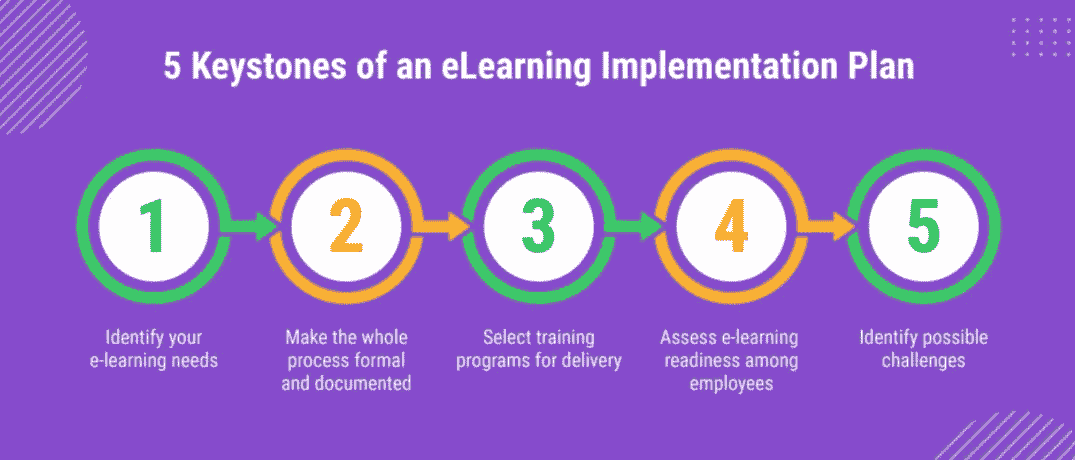 5 Keystones of an eLearning Implementation Plan
1
2
3
4
5
Identify your
e-learning needs
Make the whole
process formal
and documented
Select training
programs for delivery
Assess e-learning
readiness among
employees
Identify possible
challenges